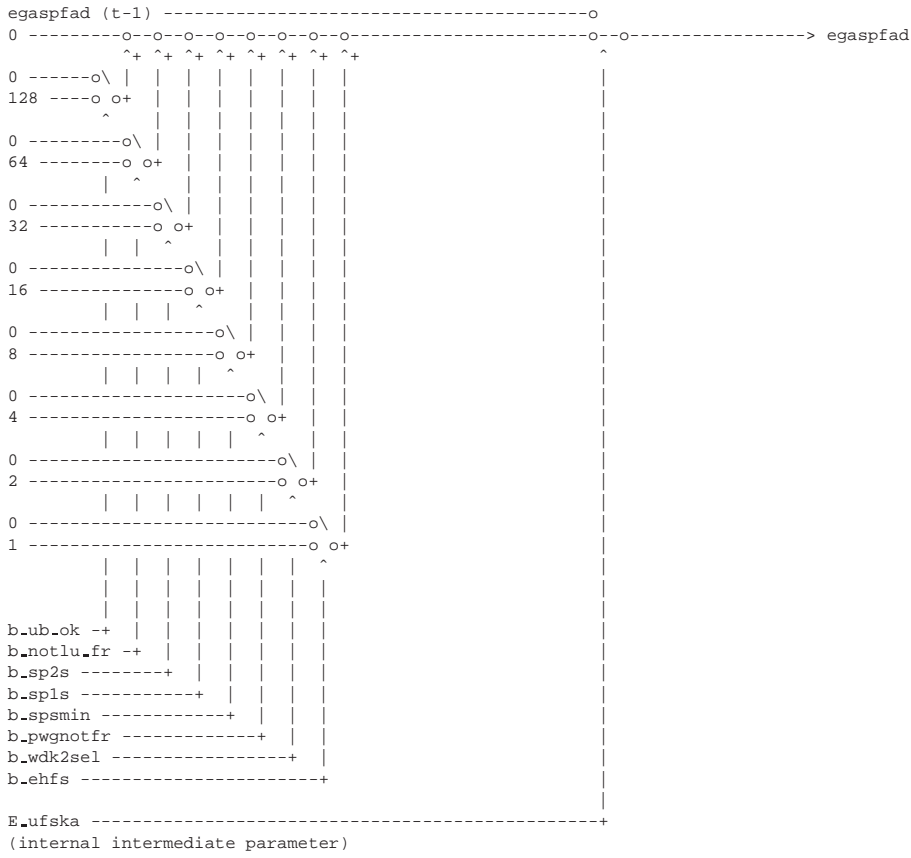 egaspfad (t-1) ------------------------------------------------o
0 ----------o--o--o--o--o--o--o--o---------------------------o--o-----------------> egaspfad
0 ------o\
128 ----o o+
0 ---------o\
64 --------o o+
0 ------------o\
32 -----------o o+
0 ---------------o\
16 --------------o o+
0 ------------------o\
8 ------------------o o+
0 ---------------------o\
4 ---------------------o o+
0 ------------------------o\
2 ------------------------o o+
0 ---------------------------o\
1 ---------------------------o o+
b_ub_ok -+
b_notlu_fr -+
b_sp2s --------+
b_sp1s -----------+
b_spsmin ------------+
b_pwgnotfr -------------+
b_wdk2sel -----------------+
b_ehfs -----------------------+
E_ufska -------------------------------------------------+
(internal intermediate parameter)